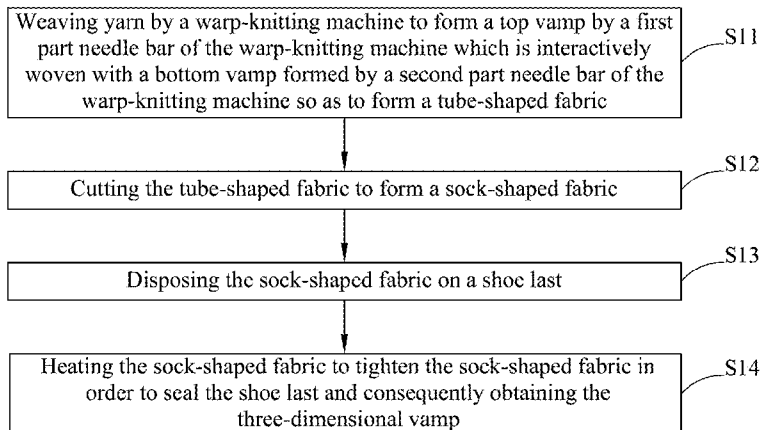 Weaving yarn by a warp-knitting machine to form a top vamp by a first
part needle bar of the warp-knitting machine which is interactively
woven with a bottom vamp formed by a second part needle bar of the
warp-knitting machine so as to form a tube-shaped fabric
S11
Cutting the tube-shaped fabric to form a sock-shaped fabric
S12
Disposing the sock-shaped fabric on a shoe last
S13
Heating the sock-shaped fabric to tighten the sock-shaped fabric in
order to seal the shoe last and consequently obtaining the
three-dimensional vamp
S14